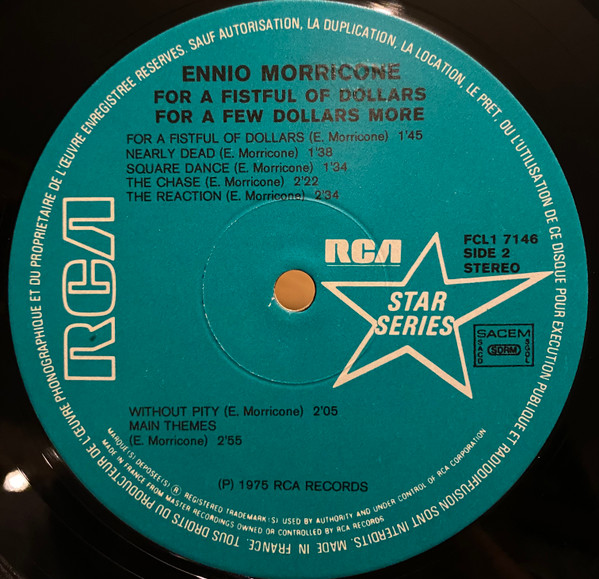 ENNIO MORRICONE
FOR A FISTFUL OF DOLLARS
FOR A FEW DOLLARS MORE
FOR A FISTFUL OF DOLLARS (E. Morricone) 1'45
NEARLY DEAD (E. Morricone) 1'38
SQUARE DANCE (E. Morricone) 1'34
THE CHASE (E. Morricone) 2'22
THE REACTION (E. Morricone) 2'34
RCA
RCA
STAR
SERIES
FCL1 7146
SIDE 2
STEREO
SACEM
SACD
SDRM
SGDL
WITHOUT PITY (E. Morricone) 2'05
MAIN THEMES
(E. Morricone) 2'55
(P) 1975 RCA RECORDS
MARQUE(S) DEPOSEE(S) ® REGISTERED TRADEMARK(S) USED BY AUTHORITY AND UNDER CONTROL OF RCA CORPORATION
MADE IN FRANCE FROM MASTER RECORDINGS OWNED OR CONTROLLED BY RCA RECORDS
TOUS DROITS DU PRODUCTEUR DE L'ŒUVRE PHONOGRAPHIQUE ET DU PROPRIETAIRE DE L'ŒUVRE ENREGISTREE RESERVES. SAUF AUTORISATION, LA DUPLICATION, LA LOCATION, LE PRET, OU L'UTILISATION DE CE DISQUE POUR EXECUTION PUBLIQUE ET RADIODIFFUSION SONT INTERDITS. MADE IN FRANCE.